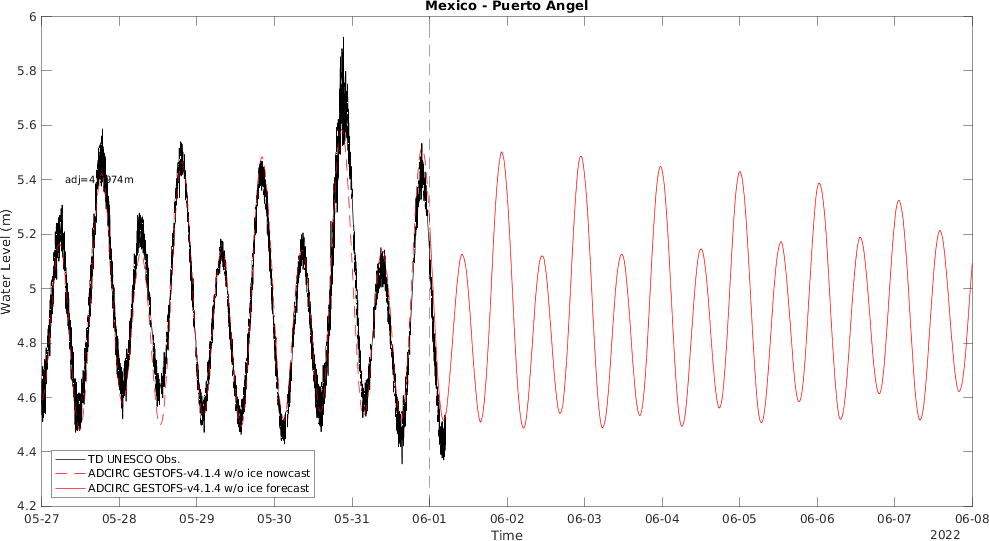 Mexico - Puerto Angel
6
5.8
5.6
5.4
5.2
5
4.8
4.6
4.4
4.2
Water Level (m)
TD UNESCO Obs.
ADCIRC GESTOFS-v4.1.4 w/o ice nowcast
ADCIRC GESTOFS-v4.1.4 w/o ice forecast
05-27 05-28 05-29 05-30 05-31 06-01 06-02 06-03 06-04 06-05 06-06 06-07 06-08
Time
2022